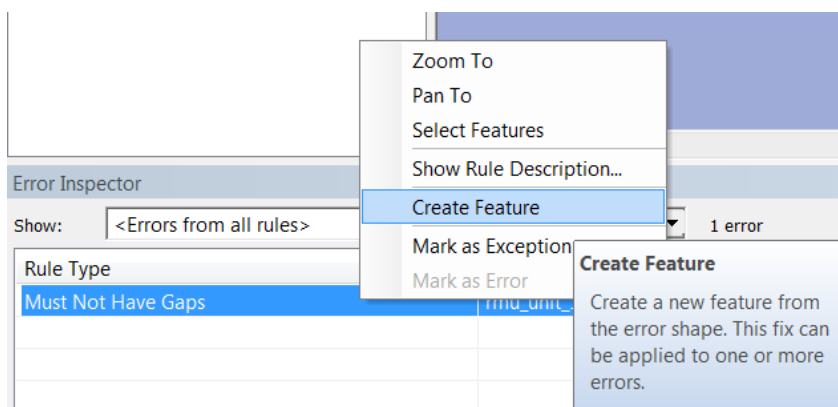 Zoom To
Pan To
Select Features
Show Rule Description...
Create Feature
Mark as Exception
Mark as Error
Error Inspector
Show: <Errors from all rules> 1 error
Rule Type
Must Not Have Gaps rmu_unit_
Create Feature
Create a new feature from
the error shape. This fix can
be applied to one or more
errors.